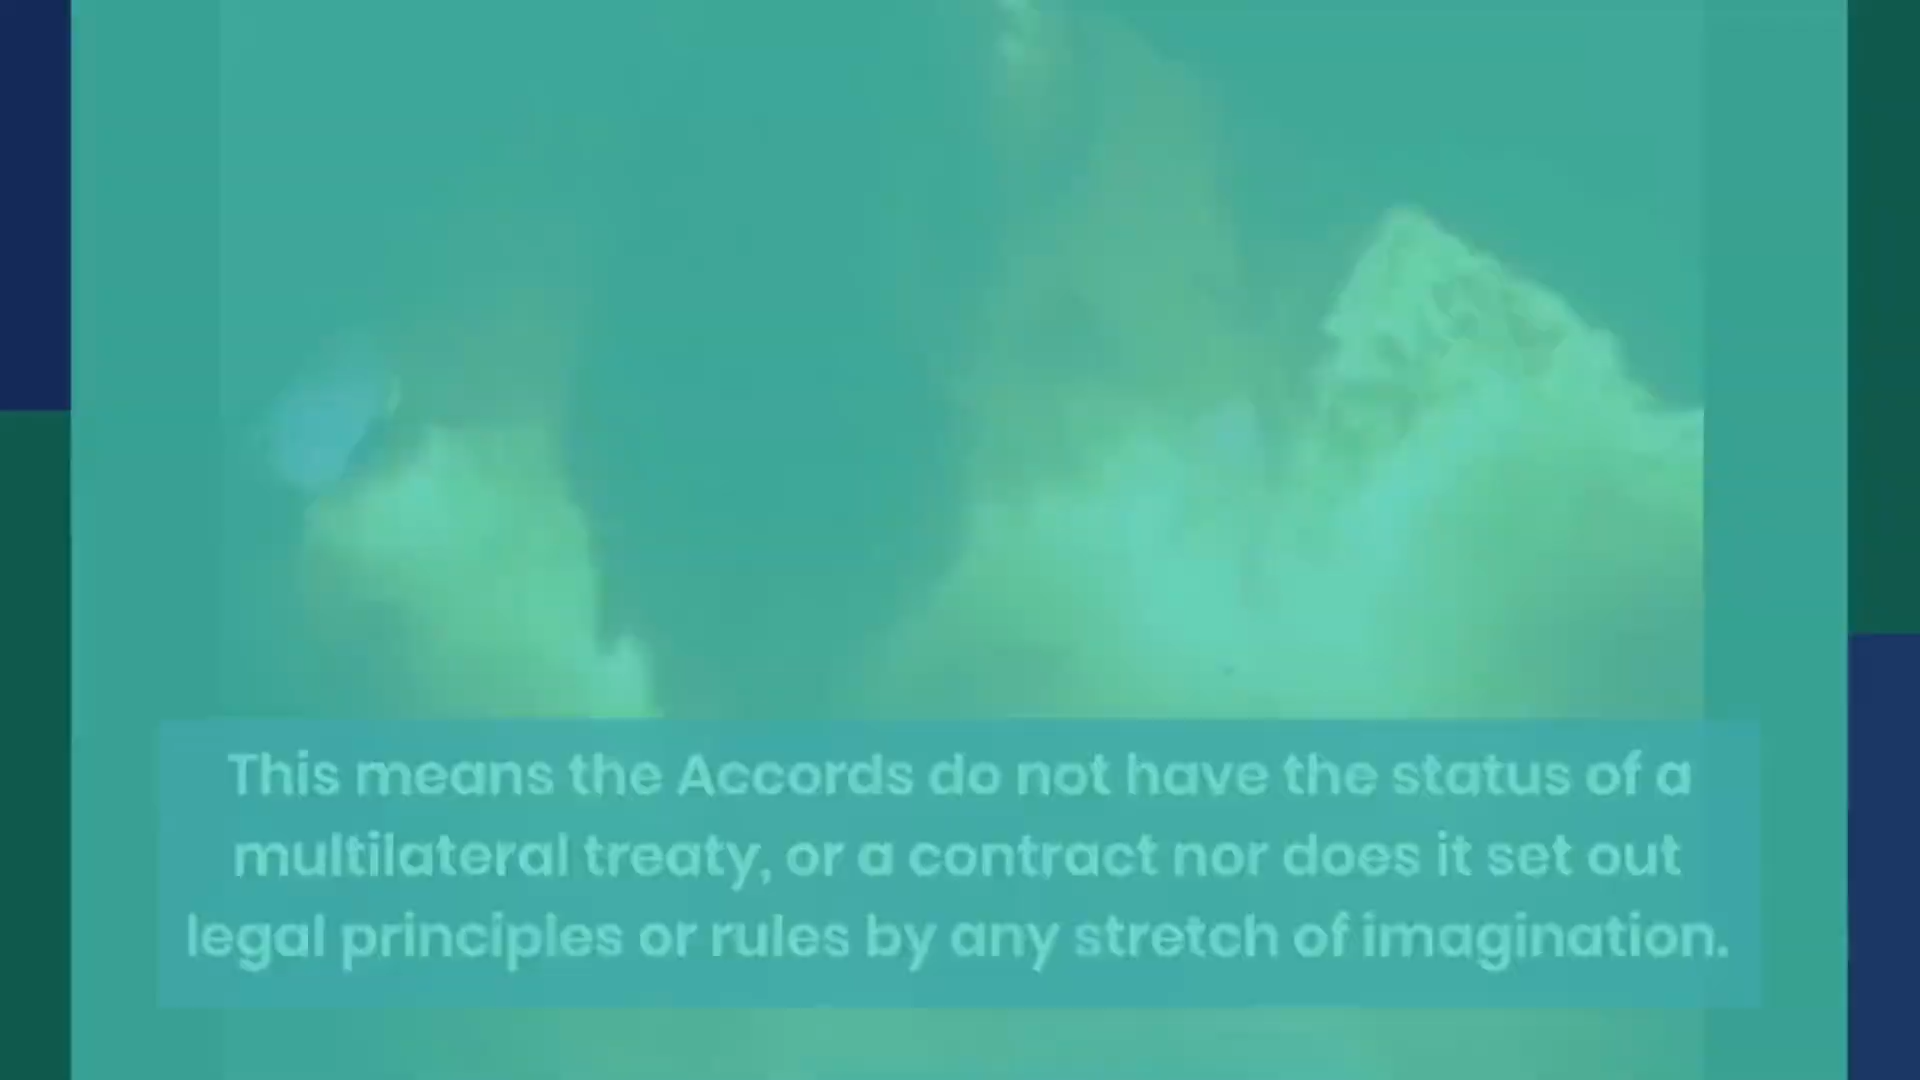 This means the Accords do not have the status of a
multilateral treaty, or a contract nor does it set out
legal principles or rules by any stretch of imagination.